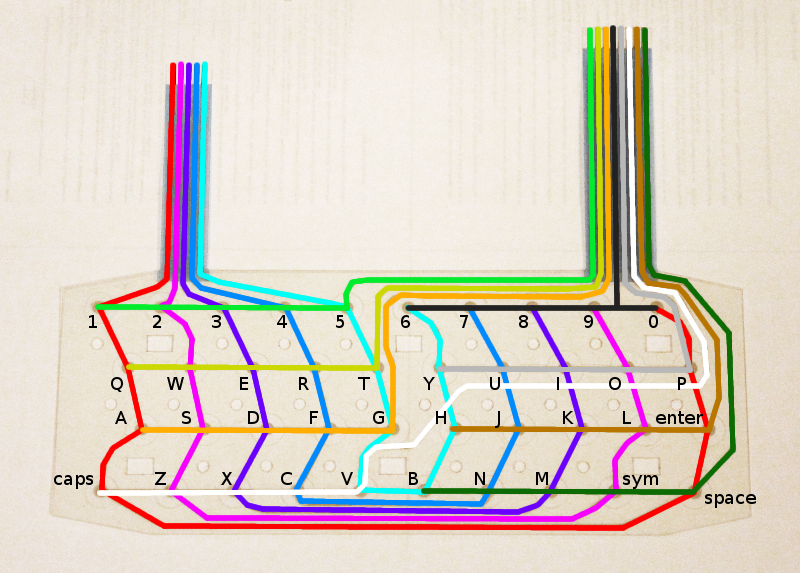 1 2 3 4 5 6 7 8 9 0
Q W E R T Y U I O P
A S D F G H J K L enter
caps Z X C V B N M sym space